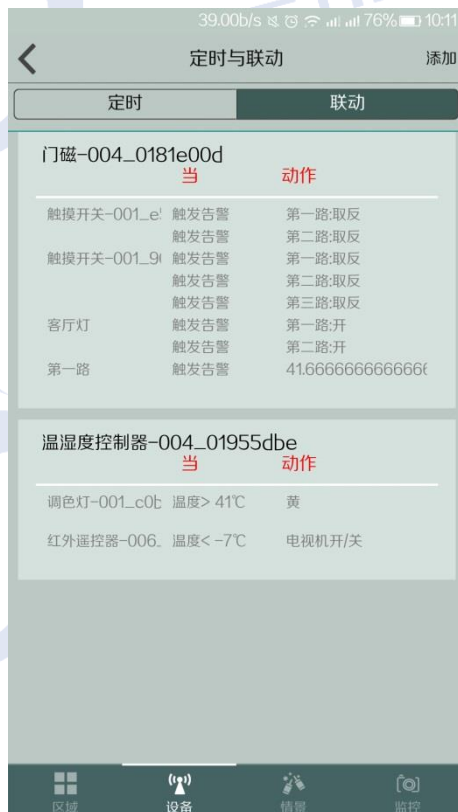 39.00b/s 76% 10:11
定时与联动 添加
定时 联动
门磁-004_0181e00d
当 动作
触摸开关-001_e 触发告警 第一路:取反
触发告警 第二路:取反
触摸开关-001_9 触发告警 第一路:取反
触发告警 第二路:取反
触发告警 第三路:取反
客厅灯 触发告警 第一路:开
触发告警 第二路:开
第一路 触发告警 41.666666666666
温湿度控制器-004_01955dbe
当 动作
调色灯-001_c0b 温度> 41℃ 黄
红外遥控器-006_ 温度< -7℃ 电视机开/关
区域 设备 情景 监控